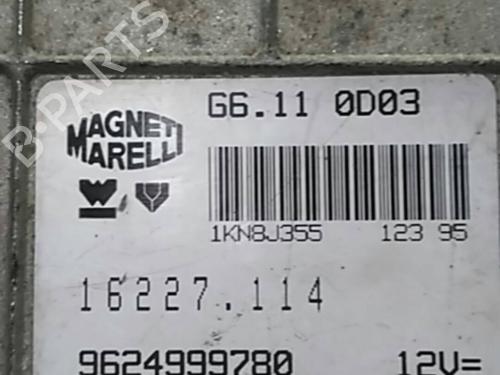 B-PARTS
G6.11 0D03
MAGNETI
MARELLI
1KN8J355 123 95
16227.114
9624999780 12V=